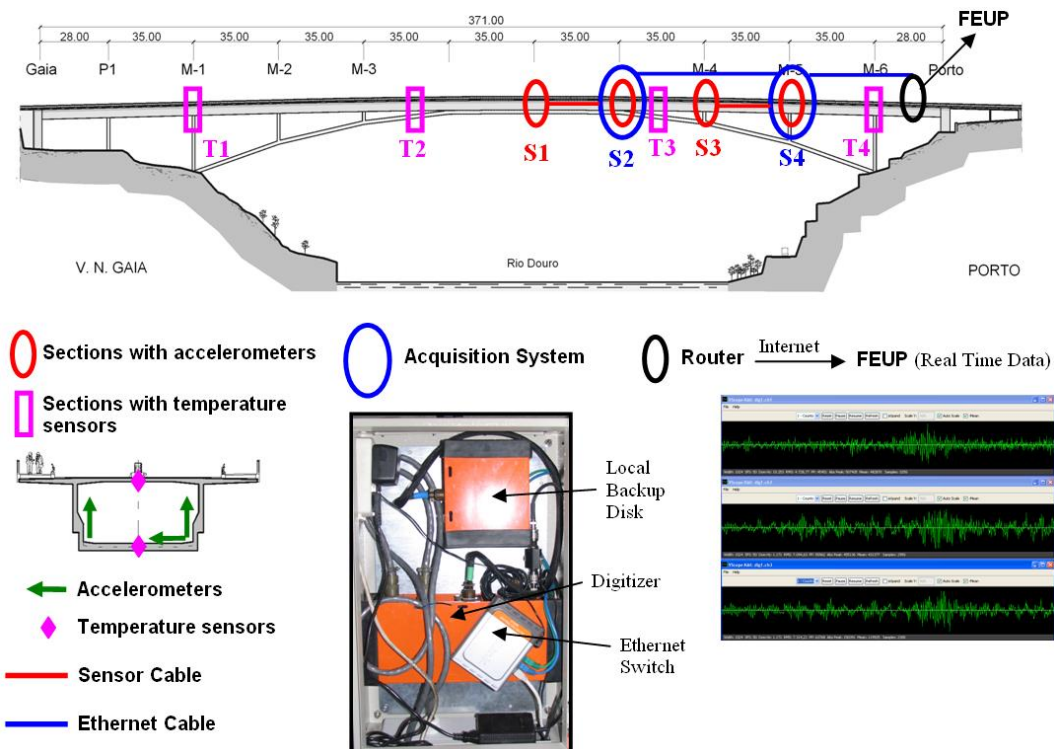 371.00
FEUP
28.00 35.00 35.00 35.00 35.00 35.00 35.00 35.00 35.00 35.00 28.00
Gaia P1 M-1 M-2 M-3 M-4 M-5 M-6 Porto
T1 T2 S1 S2 T3 S3 S4 T4
V. N. GAIA
Rio Douro
PORTO
Sections with accelerometers
Acquisition System
Router
Internet
FEUP (Real Time Data)
Sections with temperature
sensors
Local
Backup
Disk
Digitizer
Ethernet
Switch
Accelerometers
Temperature sensors
Sensor Cable
Ethernet Cable